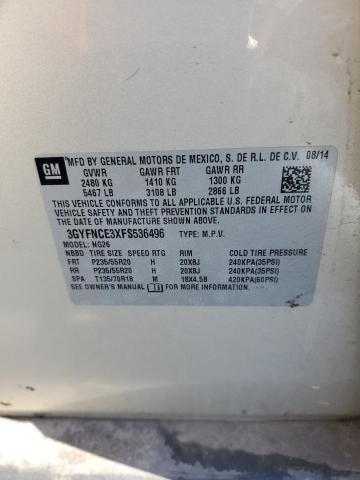 GM
MFD BY GENERAL MOTORS DE MEXICO, S. DE R.L. DE C.V. 08/14
GVWR GAWR FRT GAWR RR
2480 KG 1410 KG 1300 KG
5467 LB 3108 LB 2866 LB
THIS VEHICLE CONFORMS TO ALL APPLICABLE U.S. FEDERAL MOTOR
VEHICLE SAFETY, BUMPER, AND THEFT PREVENTION STANDARDS IN
EFFECT ON THE DATE OF MANUFACTURE SHOWN ABOVE.
3GYFNCE3XFS536496 TYPE: M.P.V.
MODEL: NG26
NBBD TIRE SIZE SPEED RTG RIM COLD TIRE PRESSURE
FRT P235/55R20 H 20X8J 240KPA(35PSI)
RR P235/55R20 H 20X8J 240KPA(35PSI)
SPA T135/70R18 M 18X4.5B 420KPA(60PSI)
SEE OWNER'S MANUAL FOR ADDITIONAL INFORMATION